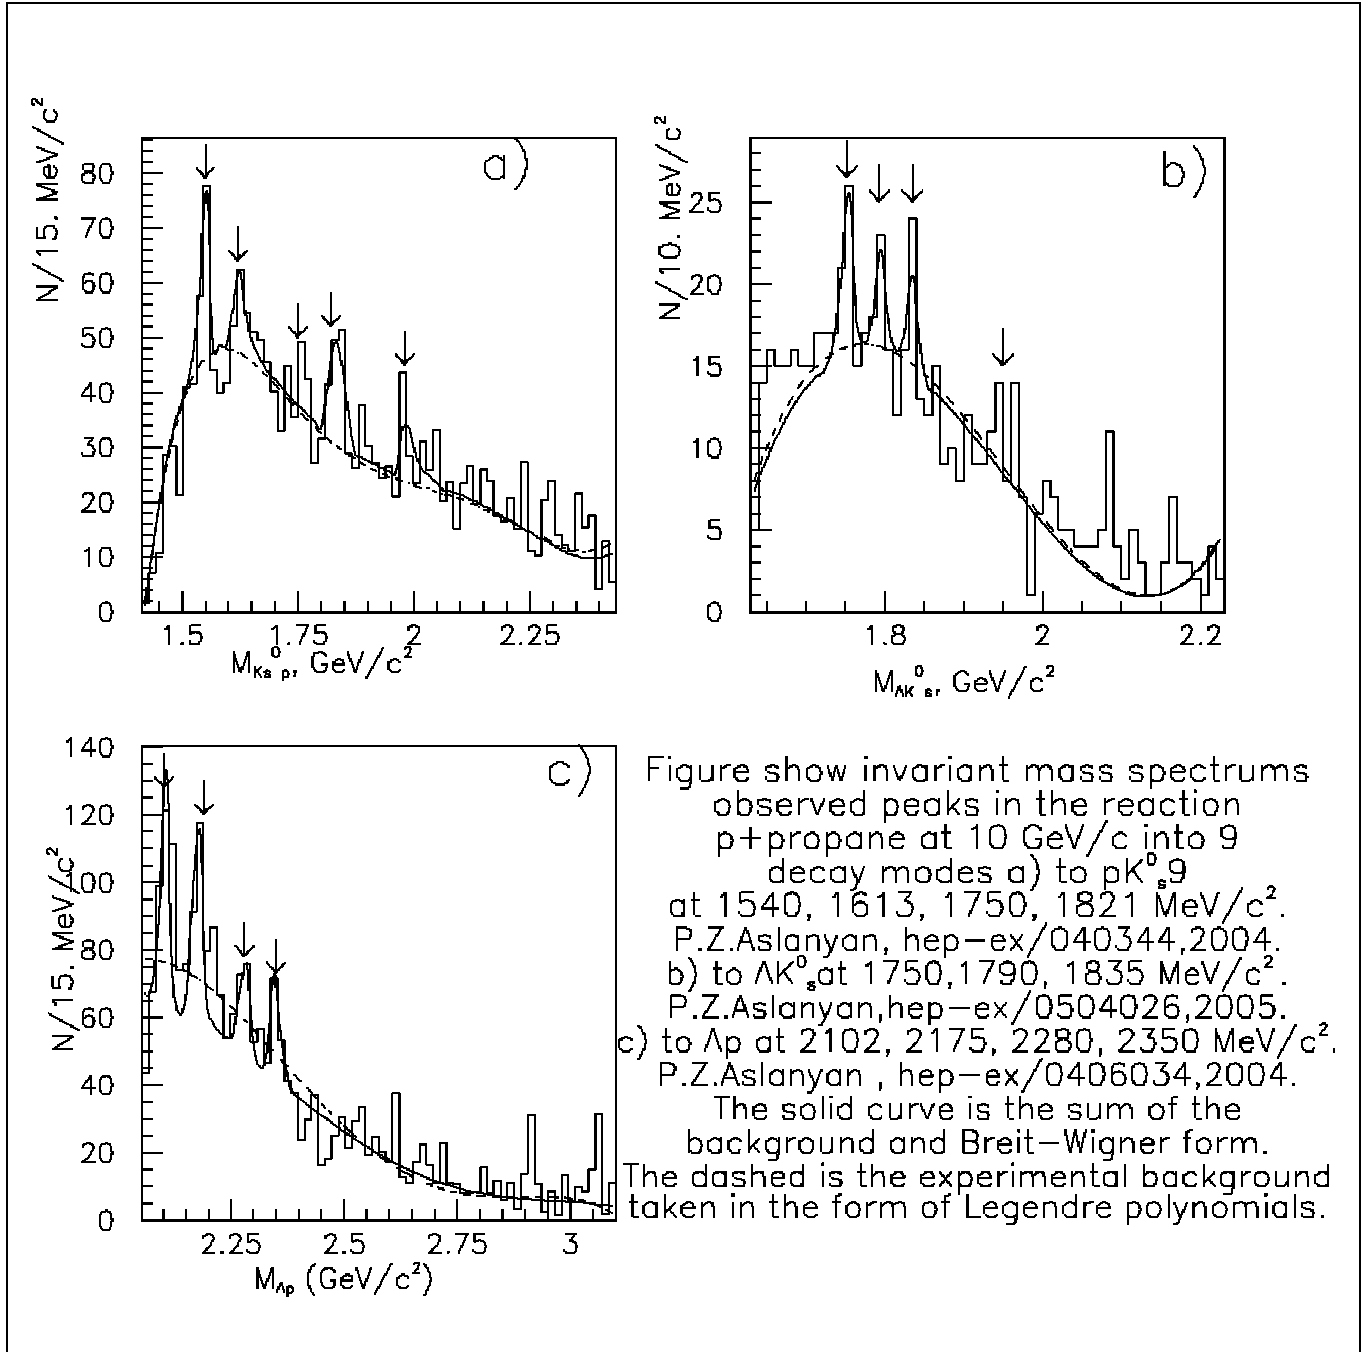 a)
N/15. MeV/c²
80
70
60
50
40
30
20
10
0
1.5 1.75 2 2.25
M Ks⁰ pr, GeV/c²
b)
N/10. MeV/c²
25
20
15
10
5
0
1.8 2 2.2
M ΛK⁰ sr, GeV/c²
c)
N/15. MeV/c²
140
120
100
80
60
40
20
0
2.25 2.5 2.75 3
M Λp (GeV/c²)
Figure show invariant mass spectrums
observed peaks in the reaction
p+propane at 10 GeV/c into 9
decay modes a) to pK⁰s9
at 1540, 1613, 1750, 1821 MeV/c².
P.Z.Aslanyan, hep-ex/040344,2004.
b) to ΛK⁰sat 1750,1790, 1835 MeV/c².
P.Z.Aslanyan,hep-ex/0504026,2005.
c) to Λp at 2102, 2175, 2280, 2350 MeV/c².
P.Z.Aslanyan , hep-ex/0406034,2004.
The solid curve is the sum of the
background and Breit-Wigner form.
The dashed is the experimental background
taken in the form of Legendre polynomials.